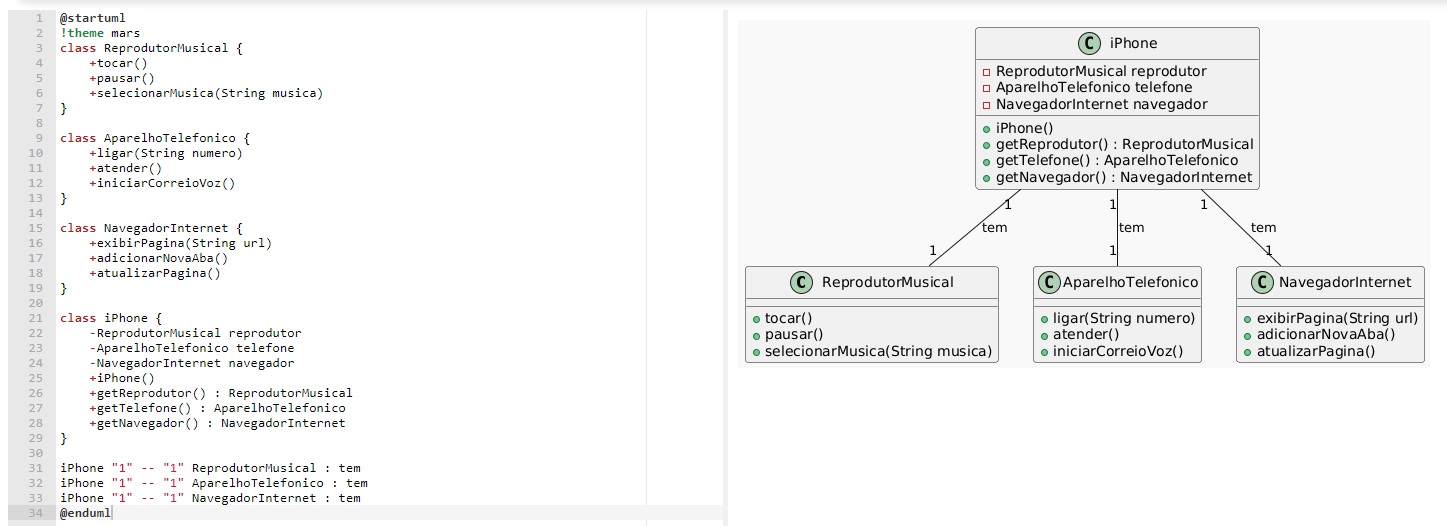 1 @startuml
2 !theme mars
3 class ReprodutorMusical {
4     +tocar()
5     +pausar()
6     +selecionarMusica(String musica)
7 }
8
9 class AparelhoTelefonico {
10     +ligar(String numero)
11     +atender()
12     +iniciarCorreioVoz()
13 }
14
15 class NavegadorInternet {
16     +exibirPagina(String url)
17     +adicionarNovaAba()
18     +atualizarPagina()
19 }
20
21 class iPhone {
22     -ReprodutorMusical reprodutor
23     -AparelhoTelefonico telefone
24     -NavegadorInternet navegador
25     +iPhone()
26     +getReprodutor() : ReprodutorMusical
27     +getTelefone() : AparelhoTelefonico
28     +getNavegador() : NavegadorInternet
29 }
30
31 iPhone "1" -- "1" ReprodutorMusical : tem
32 iPhone "1" -- "1" AparelhoTelefonico : tem
33 iPhone "1" -- "1" NavegadorInternet : tem
34 @enduml
C iPhone
ReprodutorMusical reprodutor
AparelhoTelefonico telefone
NavegadorInternet navegador
iPhone()
getReprodutor() : ReprodutorMusical
getTelefone() : AparelhoTelefonico
getNavegador() : NavegadorInternet
1 1 1
tem tem tem
1 1 1
C ReprodutorMusical
tocar()
pausar()
selecionarMusica(String musica)
C AparelhoTelefonico
ligar(String numero)
atender()
iniciarCorreioVoz()
C NavegadorInternet
exibirPagina(String url)
adicionarNovaAba()
atualizarPagina()